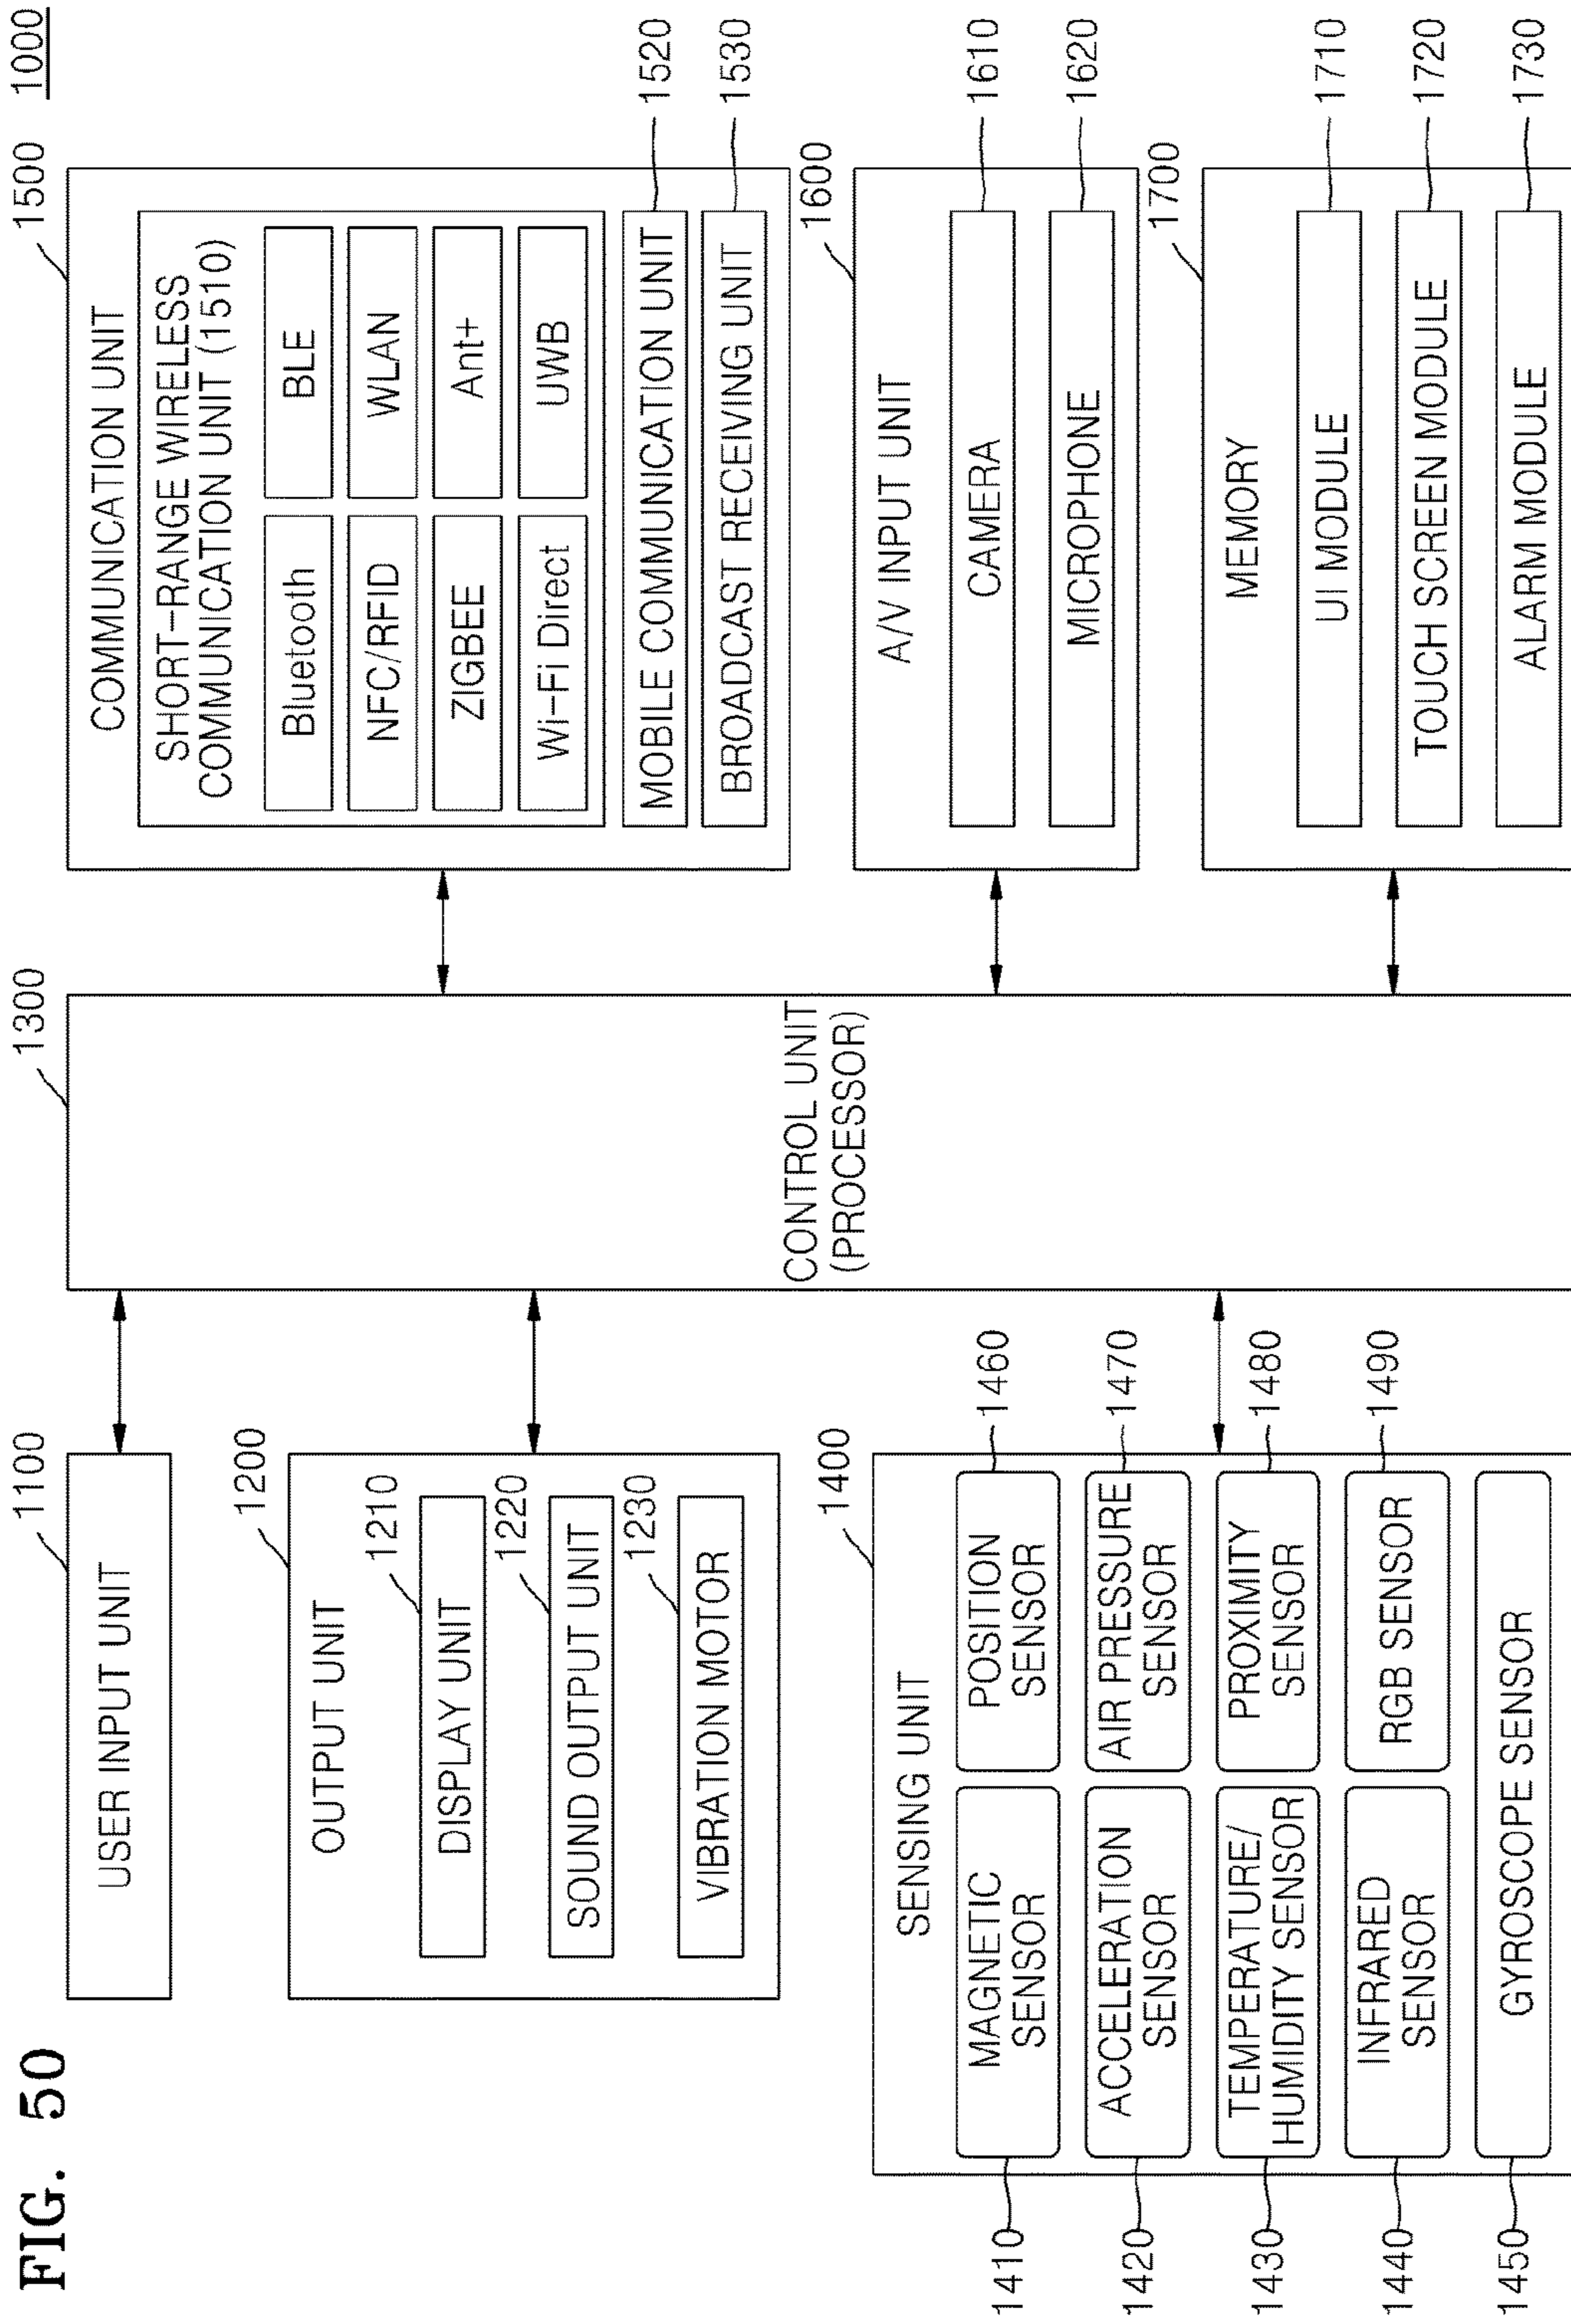 FIG. 50
1000
1100
USER INPUT UNIT
1200
OUTPUT UNIT
1210
DISPLAY UNIT
1220
SOUND OUTPUT UNIT
1230
VIBRATION MOTOR
1400
SENSING UNIT
1410
MAGNETIC
SENSOR
POSITION
SENSOR
1460
1420
ACCELERATION
SENSOR
AIR PRESSURE
SENSOR
1470
1430
TEMPERATURE/
HUMIDITY SENSOR
PROXIMITY
SENSOR
1480
1440
INFRARED
SENSOR
RGB SENSOR
1490
1450
GYROSCOPE SENSOR
1300
CONTROL UNIT
(PROCESSOR)
1500
COMMUNICATION UNIT
SHORT-RANGE WIRELESS
COMMUNICATION UNIT (1510)
Bluetooth
BLE
NFC/RFID
WLAN
ZIGBEE
Ant+
Wi-Fi Direct
UWB
MOBILE COMMUNICATION UNIT
1520
BROADCAST RECEIVING UNIT
1530
1600
A/V INPUT UNIT
CAMERA
1610
MICROPHONE
1620
1700
MEMORY
UI MODULE
1710
TOUCH SCREEN MODULE
1720
ALARM MODULE
1730